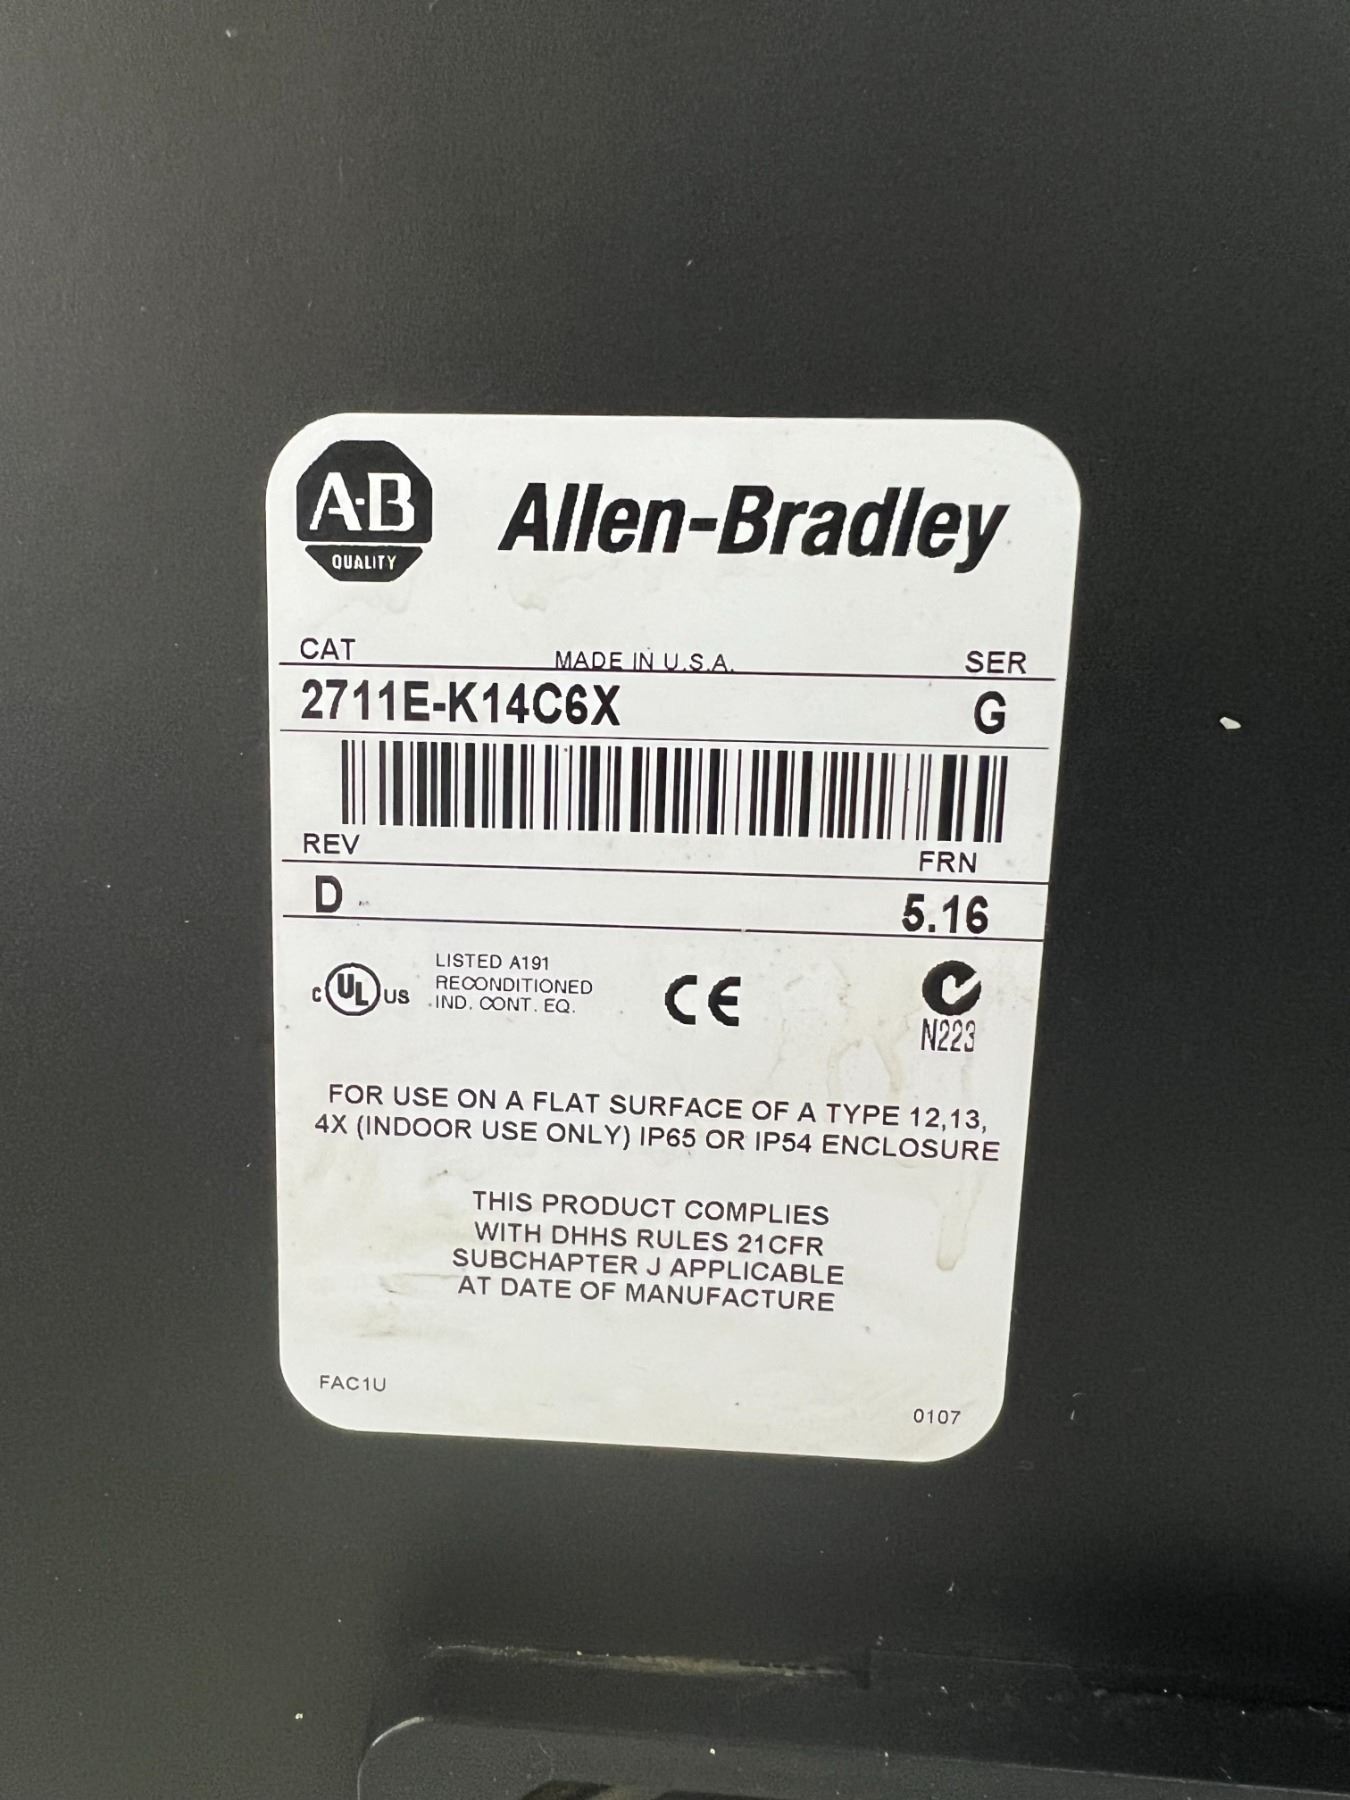 A-B
QUALITY
Allen-Bradley
CAT MADE IN U.S.A. SER
2711E-K14C6X G
REV FRN
D 5.16
c UL us
LISTED A191
RECONDITIONED
IND. CONT. EQ.
CE
N223
FOR USE ON A FLAT SURFACE OF A TYPE 12,13,
4X (INDOOR USE ONLY) IP65 OR IP54 ENCLOSURE
THIS PRODUCT COMPLIES
WITH DHHS RULES 21CFR
SUBCHAPTER J APPLICABLE
AT DATE OF MANUFACTURE
FAC1U 0107